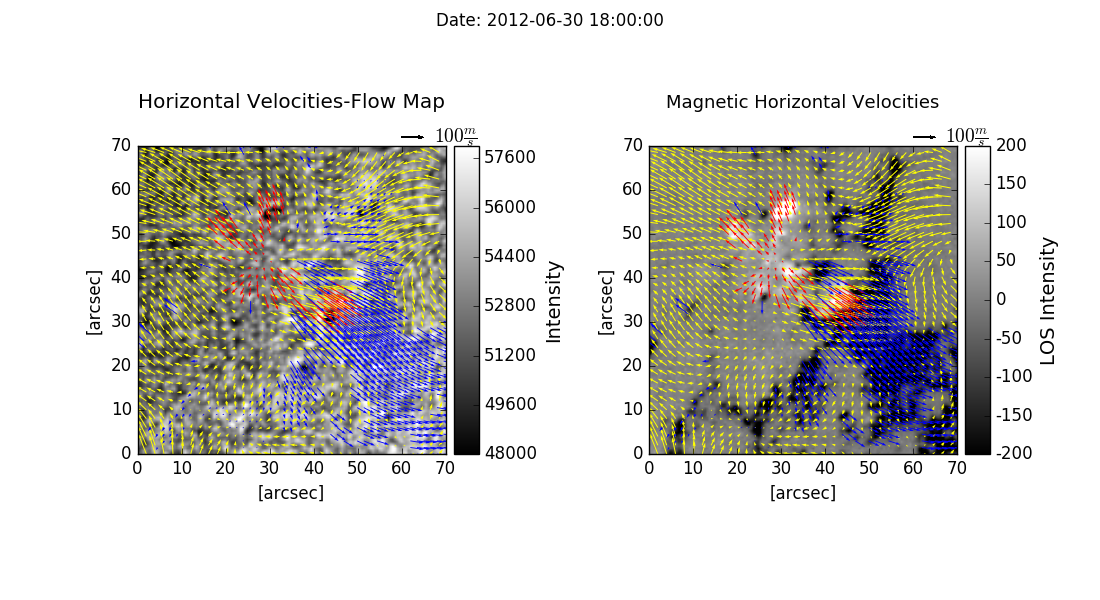 Date: 2012-06-30 18:00:00
Horizontal Velocities-Flow Map
100 m/s
70
60
50
40
30
20
10
0
[arcsec]
0 10 20 30 40 50 60 70
[arcsec]
57600
56000
54400
52800
51200
49600
48000
Intensity
Magnetic Horizontal Velocities
100 m/s
70
60
50
40
30
20
10
0
[arcsec]
0 10 20 30 40 50 60 70
[arcsec]
200
150
100
50
0
-50
-100
-150
-200
LOS Intensity